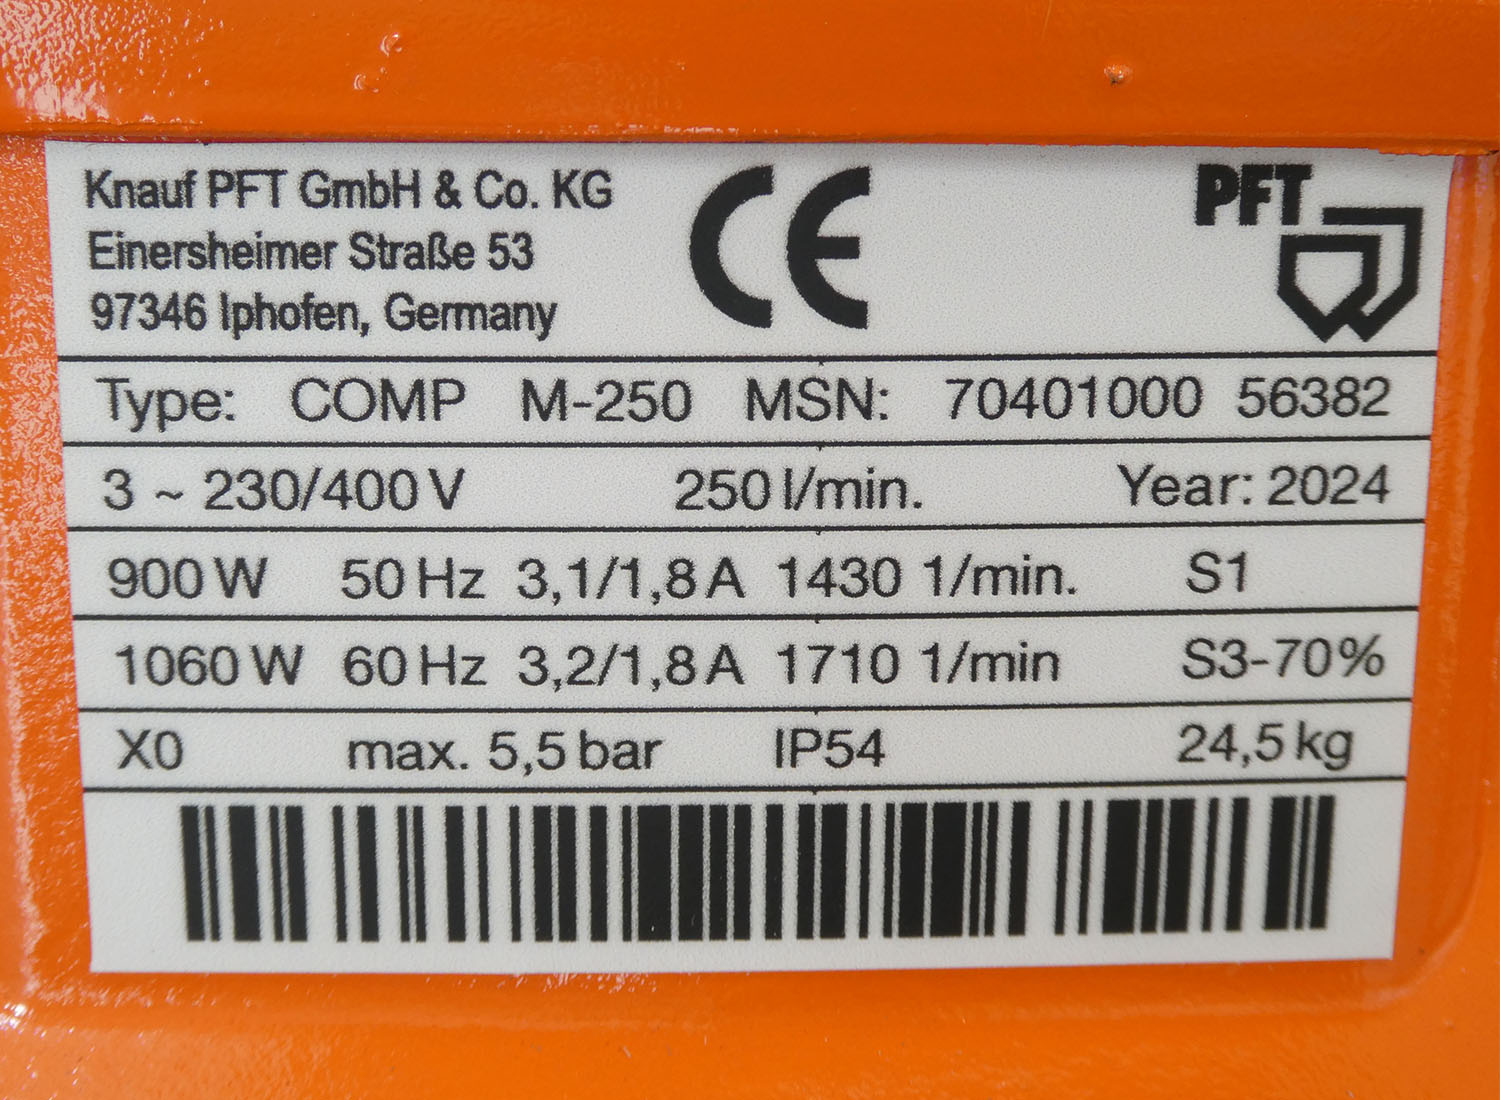 Knauf PFT GmbH & Co. KG
Einersheimer Straße 53
97346 Iphofen, Germany
CE
PFT
Type: COMP M-250 MSN: 70401000 56382
3 ~ 230/400 V 250 l/min. Year: 2024
900 W 50 Hz 3,1/1,8 A 1430 1/min. S1
1060 W 60 Hz 3,2/1,8 A 1710 1/min S3-70%
X0 max. 5,5 bar IP54 24,5 kg